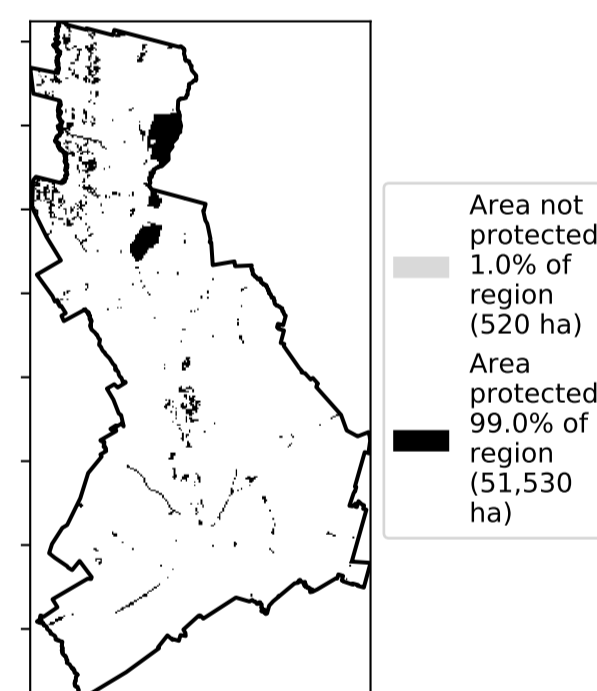 Area not
protected
1.0% of
region
(520 ha)
Area
protected
99.0% of
region
(51,530
ha)